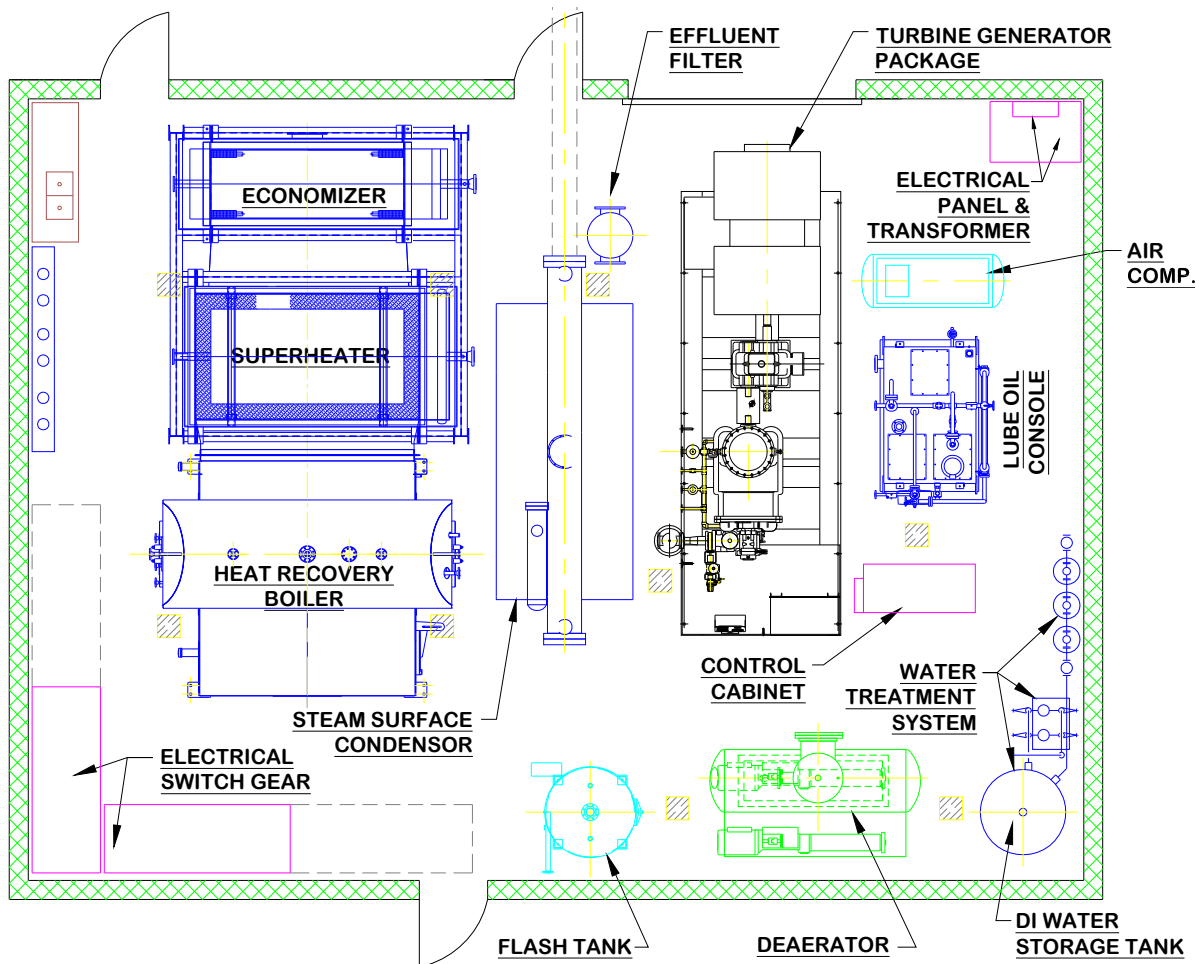 EFFLUENT
FILTER
TURBINE GENERATOR
PACKAGE
ECONOMIZER
ELECTRICAL
PANEL &
TRANSFORMER
AIR
COMP.
SUPERHEATER
LUBE OIL
CONSOLE
HEAT RECOVERY
BOILER
CONTROL
CABINET
WATER
TREATMENT
SYSTEM
STEAM SURFACE
CONDENSOR
ELECTRICAL
SWITCH GEAR
FLASH TANK
DEAERATOR
DI WATER
STORAGE TANK